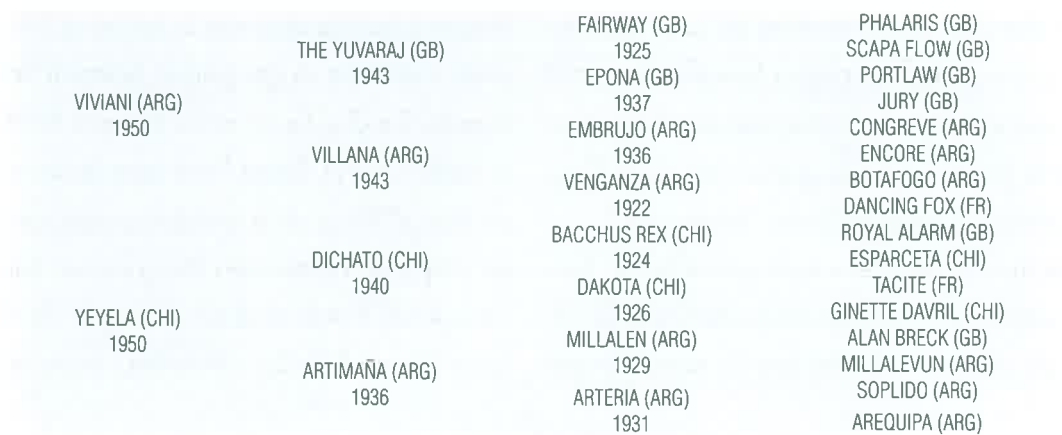 VIVIANI (ARG)
1950
YEYELA (CHI)
1950
THE YUVARAJ (GB)
1943
VILLANA (ARG)
1943
DICHATO (CHI)
1940
ARTIMAÑA (ARG)
1936
FAIRWAY (GB)
1925
EPONA (GB)
1937
EMBRUJO (ARG)
1936
VENGANZA (ARG)
1922
BACCHUS REX (CHI)
1924
DAKOTA (CHI)
1926
MILLALEN (ARG)
1929
ARTERIA (ARG)
1931
PHALARIS (GB)
SCAPA FLOW (GB)
PORTLAW (GB)
JURY (GB)
CONGREVE (ARG)
ENCORE (ARG)
BOTAFOGO (ARG)
DANCING FOX (FR)
ROYAL ALARM (GB)
ESPARCETA (CHI)
TACITE (FR)
GINETTE DAVRIL (CHI)
ALAN BRECK (GB)
MILLALEVUN (ARG)
SOPLIDO (ARG)
AREQUIPA (ARG)